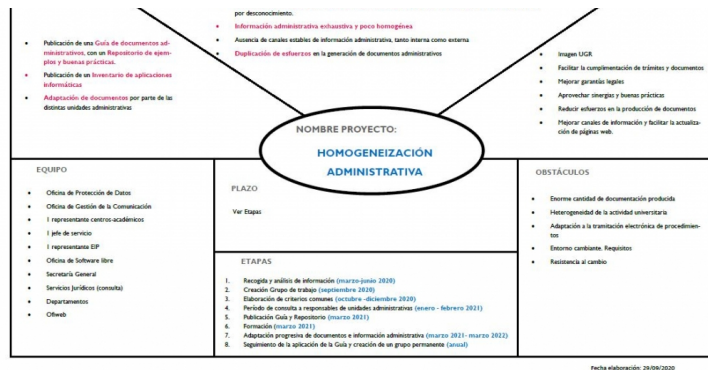 por desconocimiento.
• Información administrativa exhaustiva y poco homogénea
• Ausencia de canales estables de información administrativa, tanto interna como externa
• Duplicación de esfuerzos en la generación de documentos administrativos
• Publicación de una Guía de documentos ad-
ministrativos, con un Repositorio de ejem-
plos y buenas prácticas.
• Publicación de un Inventario de aplicaciones
informáticas
• Adaptación de documentos por parte de las
distintas unidades administrativas
• Imagen UGR
• Facilitar la cumplimentación de trámites y documentos
• Mejorar garantías legales
• Aprovechar sinergias y buenas prácticas
• Reducir esfuerzos en la producción de documentos
• Mejorar canales de información y facilitar la actualiza-
ción de páginas web.
NOMBRE PROYECTO:
HOMOGENEIZACIÓN
ADMINISTRATIVA
EQUIPO
• Oficina de Protección de Datos
• Oficina de Gestión de la Comunicación
• 1 representante centros-académicos
• 1 jefe de servicio
• 1 representante EIP
• Oficina de Software libre
• Secretaría General
• Servicios Jurídicos (consulta)
• Departamentos
• Ofiweb
PLAZO
Ver Etapas
ETAPAS
1. Recogida y análisis de información (marzo-junio 2020)
2. Creación Grupo de trabajo (septiembre 2020)
3. Elaboración de criterios comunes (octubre -diciembre 2020)
4. Período de consulta a responsables de unidades administrativas (enero - febrero 2021)
5. Publicación Guía y Repositorio (marzo 2021)
6. Formación (marzo 2021)
7. Adaptación progresiva de documentos e información administrativa (marzo 2021- marzo 2022)
8. Seguimiento de la aplicación de la Guía y creación de un grupo permanente (anual)
OBSTÁCULOS
• Enorme cantidad de documentación producida
• Heterogeneidad de la actividad universitaria
• Adaptación a la tramitación electrónica de procedimien-
tos
• Entorno cambiante. Requisitos
• Resistencia al cambio
Fecha elaboración: 29/09/2020